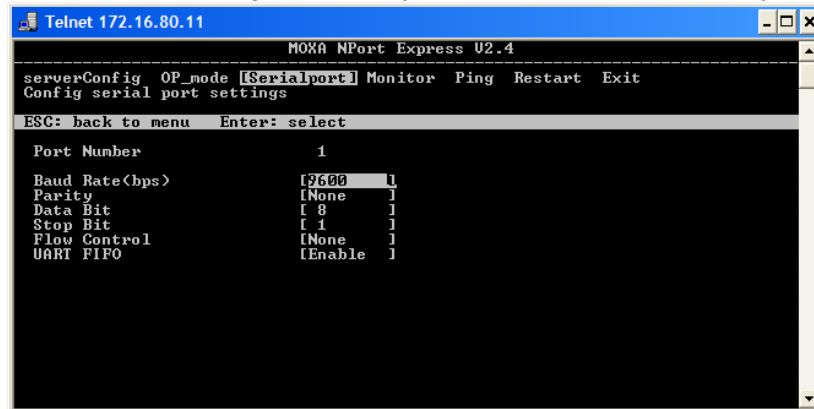 Telnet 172.16.80.11
MOXA NPort Express V2.4
serverConfig OP_mode [Serialport] Monitor Ping Restart Exit
Config serial port settings
ESC: back to menu Enter: select
Port Number 1
Baud Rate(bps) [9600 ]
Parity [None ]
Data Bit [ 8 ]
Stop Bit [ 1 ]
Flow Control [None ]
UART FIFO [Enable ]